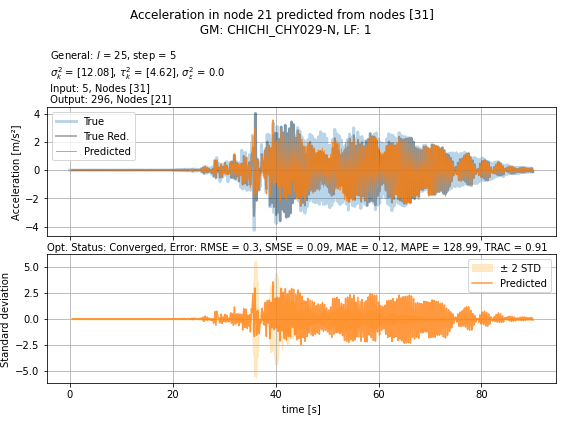 Acceleration in node 21 predicted from nodes [31]
GM: CHICHI_CHY029-N, LF: 1
General: l = 25, step = 5
σ²ₖ = [12.08], τ²ₖ = [4.62], σ²ε = 0.0
Input: 5, Nodes [31]
Output: 296, Nodes [21]
Acceleration [m/s²]
4
2
0
−2
−4
True
True Red.
Predicted
Opt. Status: Converged, Error: RMSE = 0.3, SMSE = 0.09, MAE = 0.12, MAPE = 128.99, TRAC = 0.91
Standard deviation
5.0
2.5
0.0
−2.5
−5.0
± 2 STD
Predicted
0 20 40 60 80
time [s]